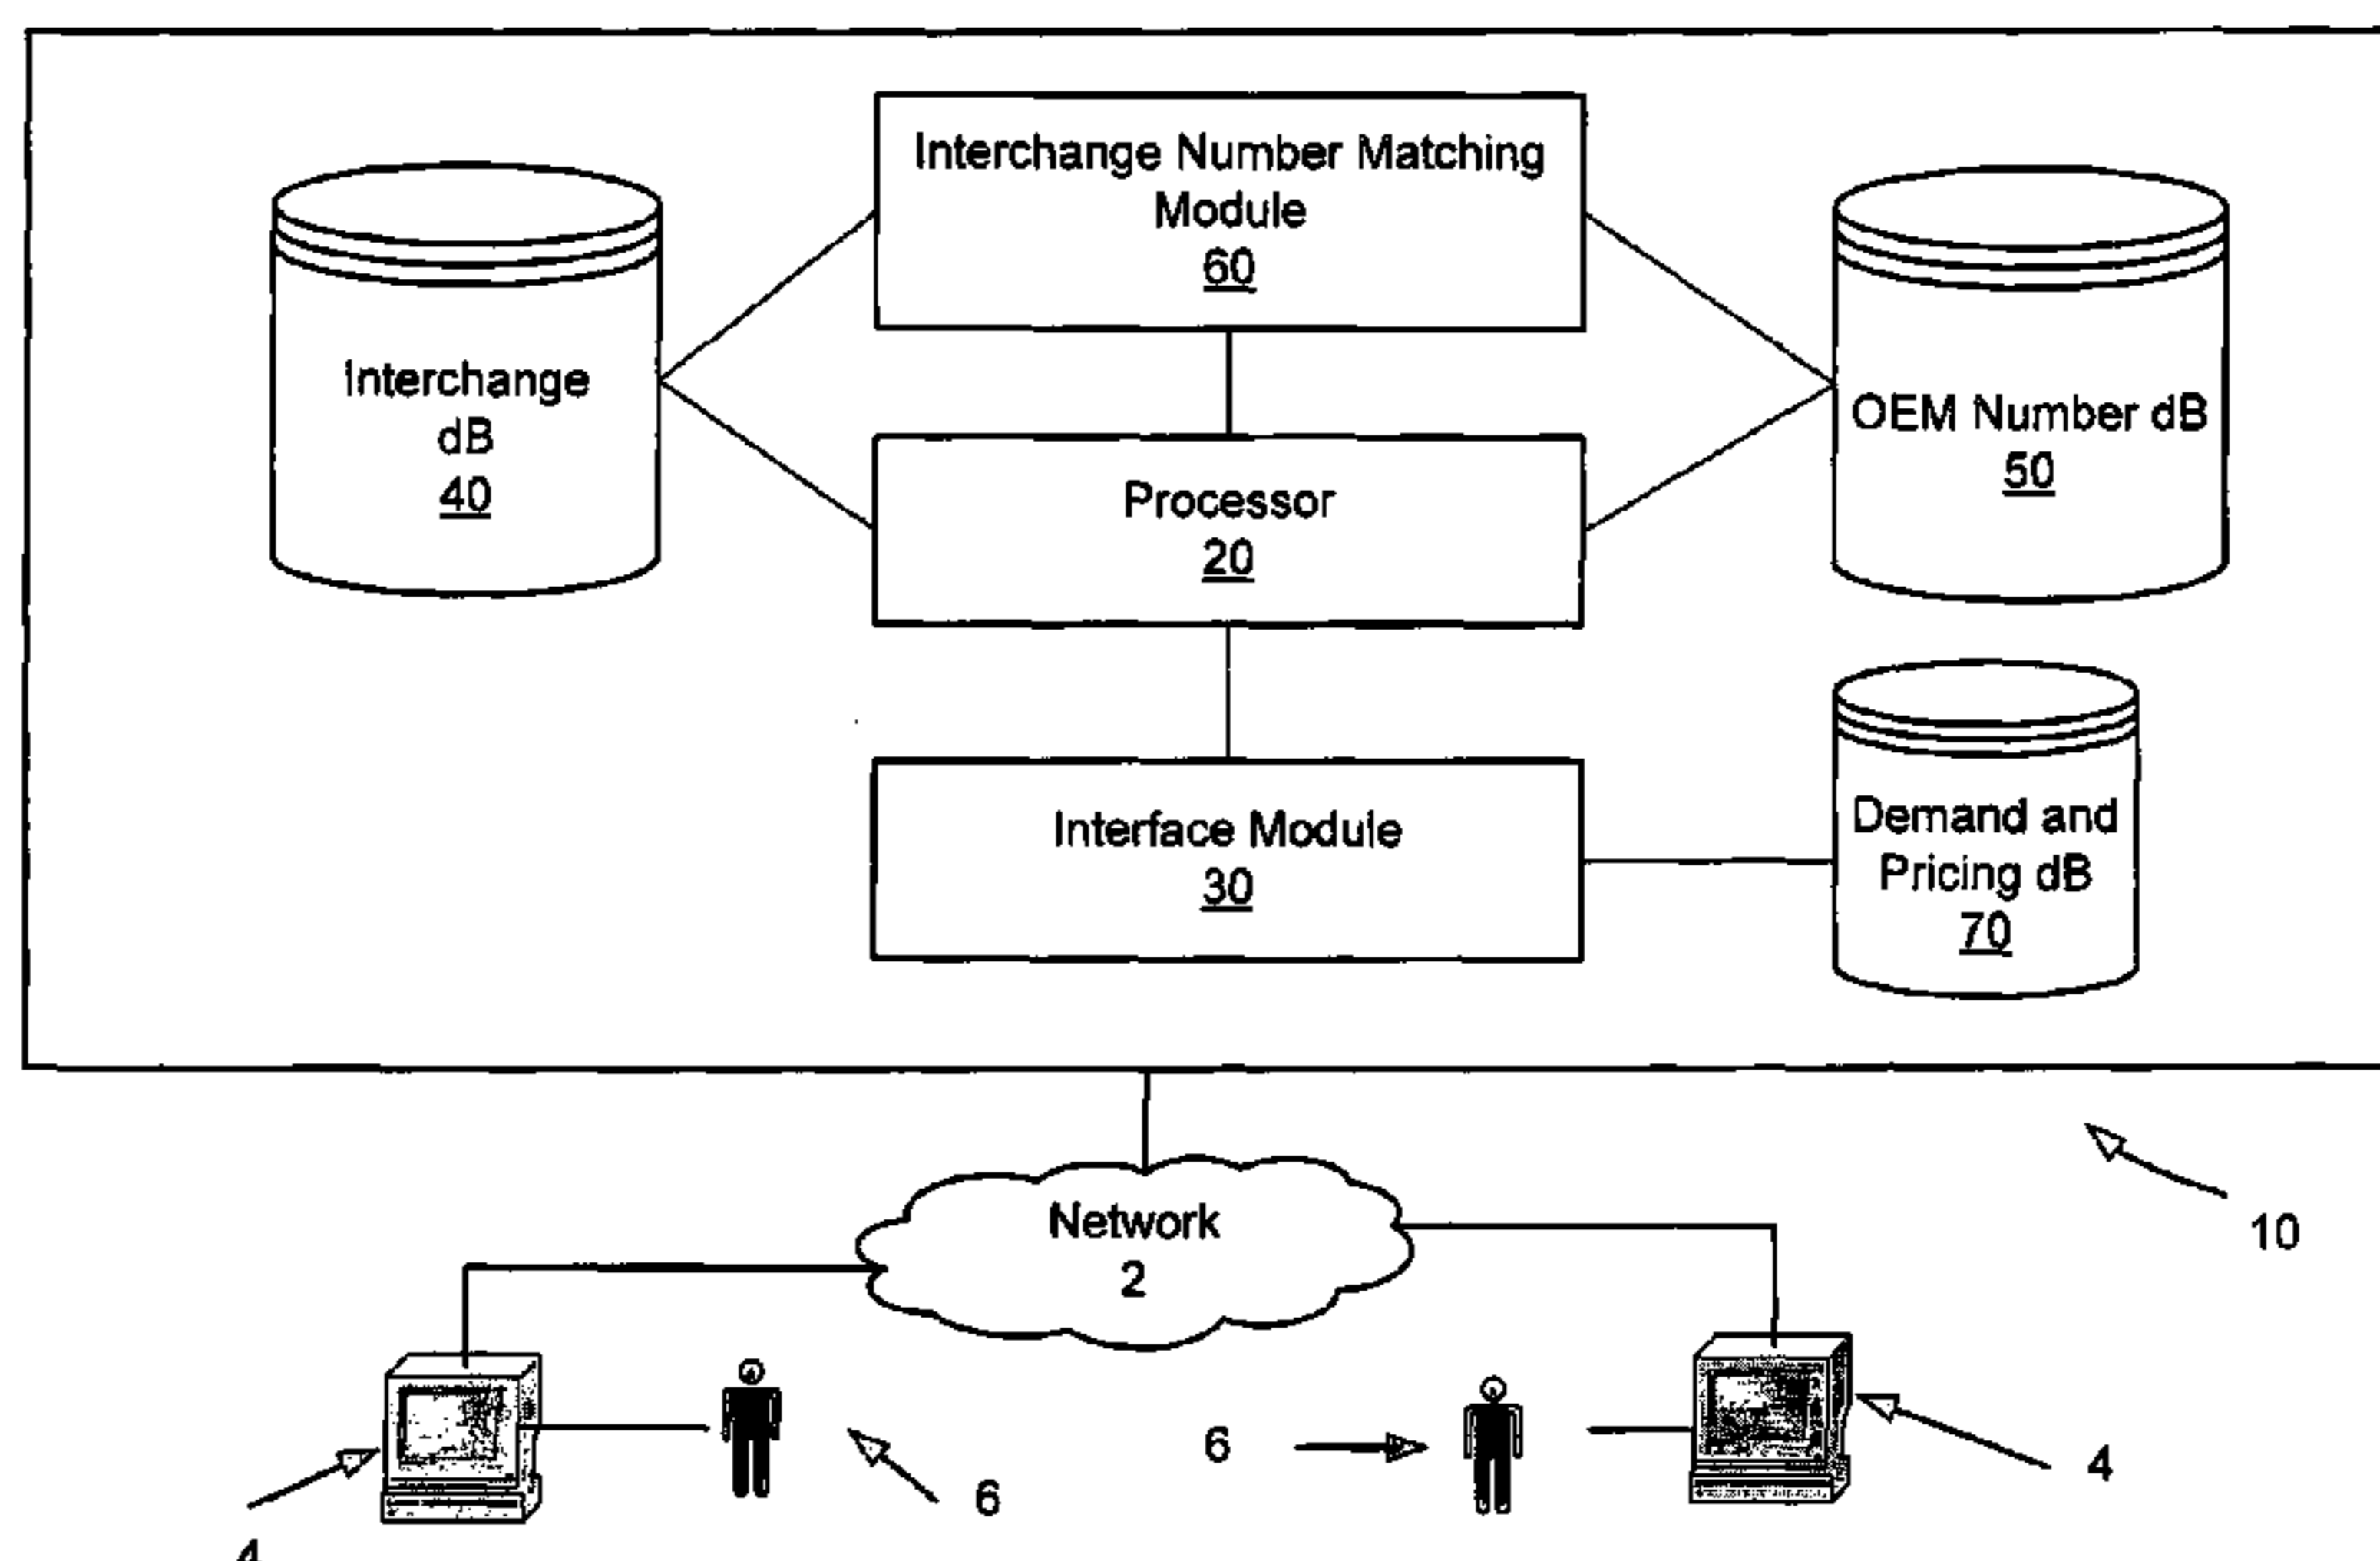 Interchange Number Matching
Module
60
Interchange
dB
40
OEM Number dB
50
Processor
20
Interface Module
30
Demand and
Pricing dB
70
10
Network
2
6
6
4
4